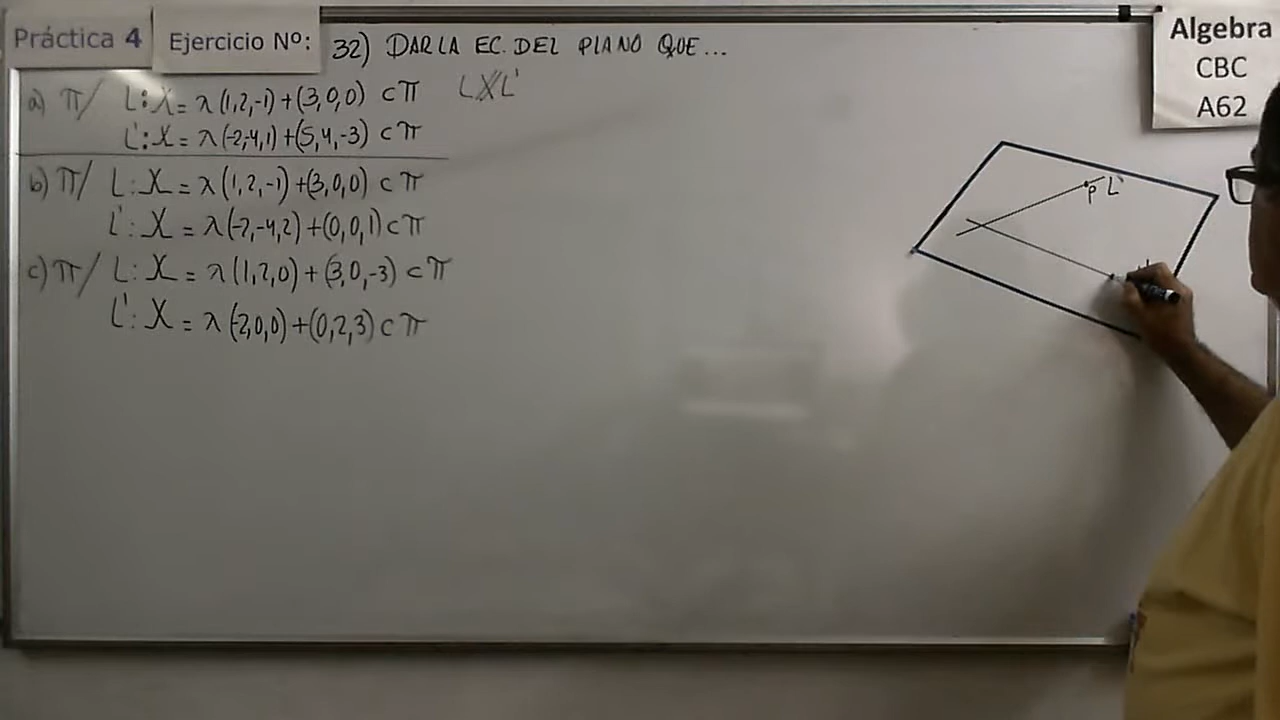 Práctica 4 Ejercicio Nº: 32) DAR LA EC. DEL PLANO QUE...
a) π/ L: X = λ(1,2,-1)+(3,0,0) ⊂ π L∦L'
L': X = λ(-2,-4,1)+(5,4,-3) ⊂ π
b) π/ L: X = λ(1,2,-1)+(3,0,0) ⊂ π
L': X = λ(-2,-4,2)+(0,0,1) ⊂ π
c) π/ L: X = λ(1,2,0)+(3,0,-3) ⊂ π
L': X = λ(-2,0,0)+(0,2,3) ⊂ π
P L'
Algebra
CBC
A62